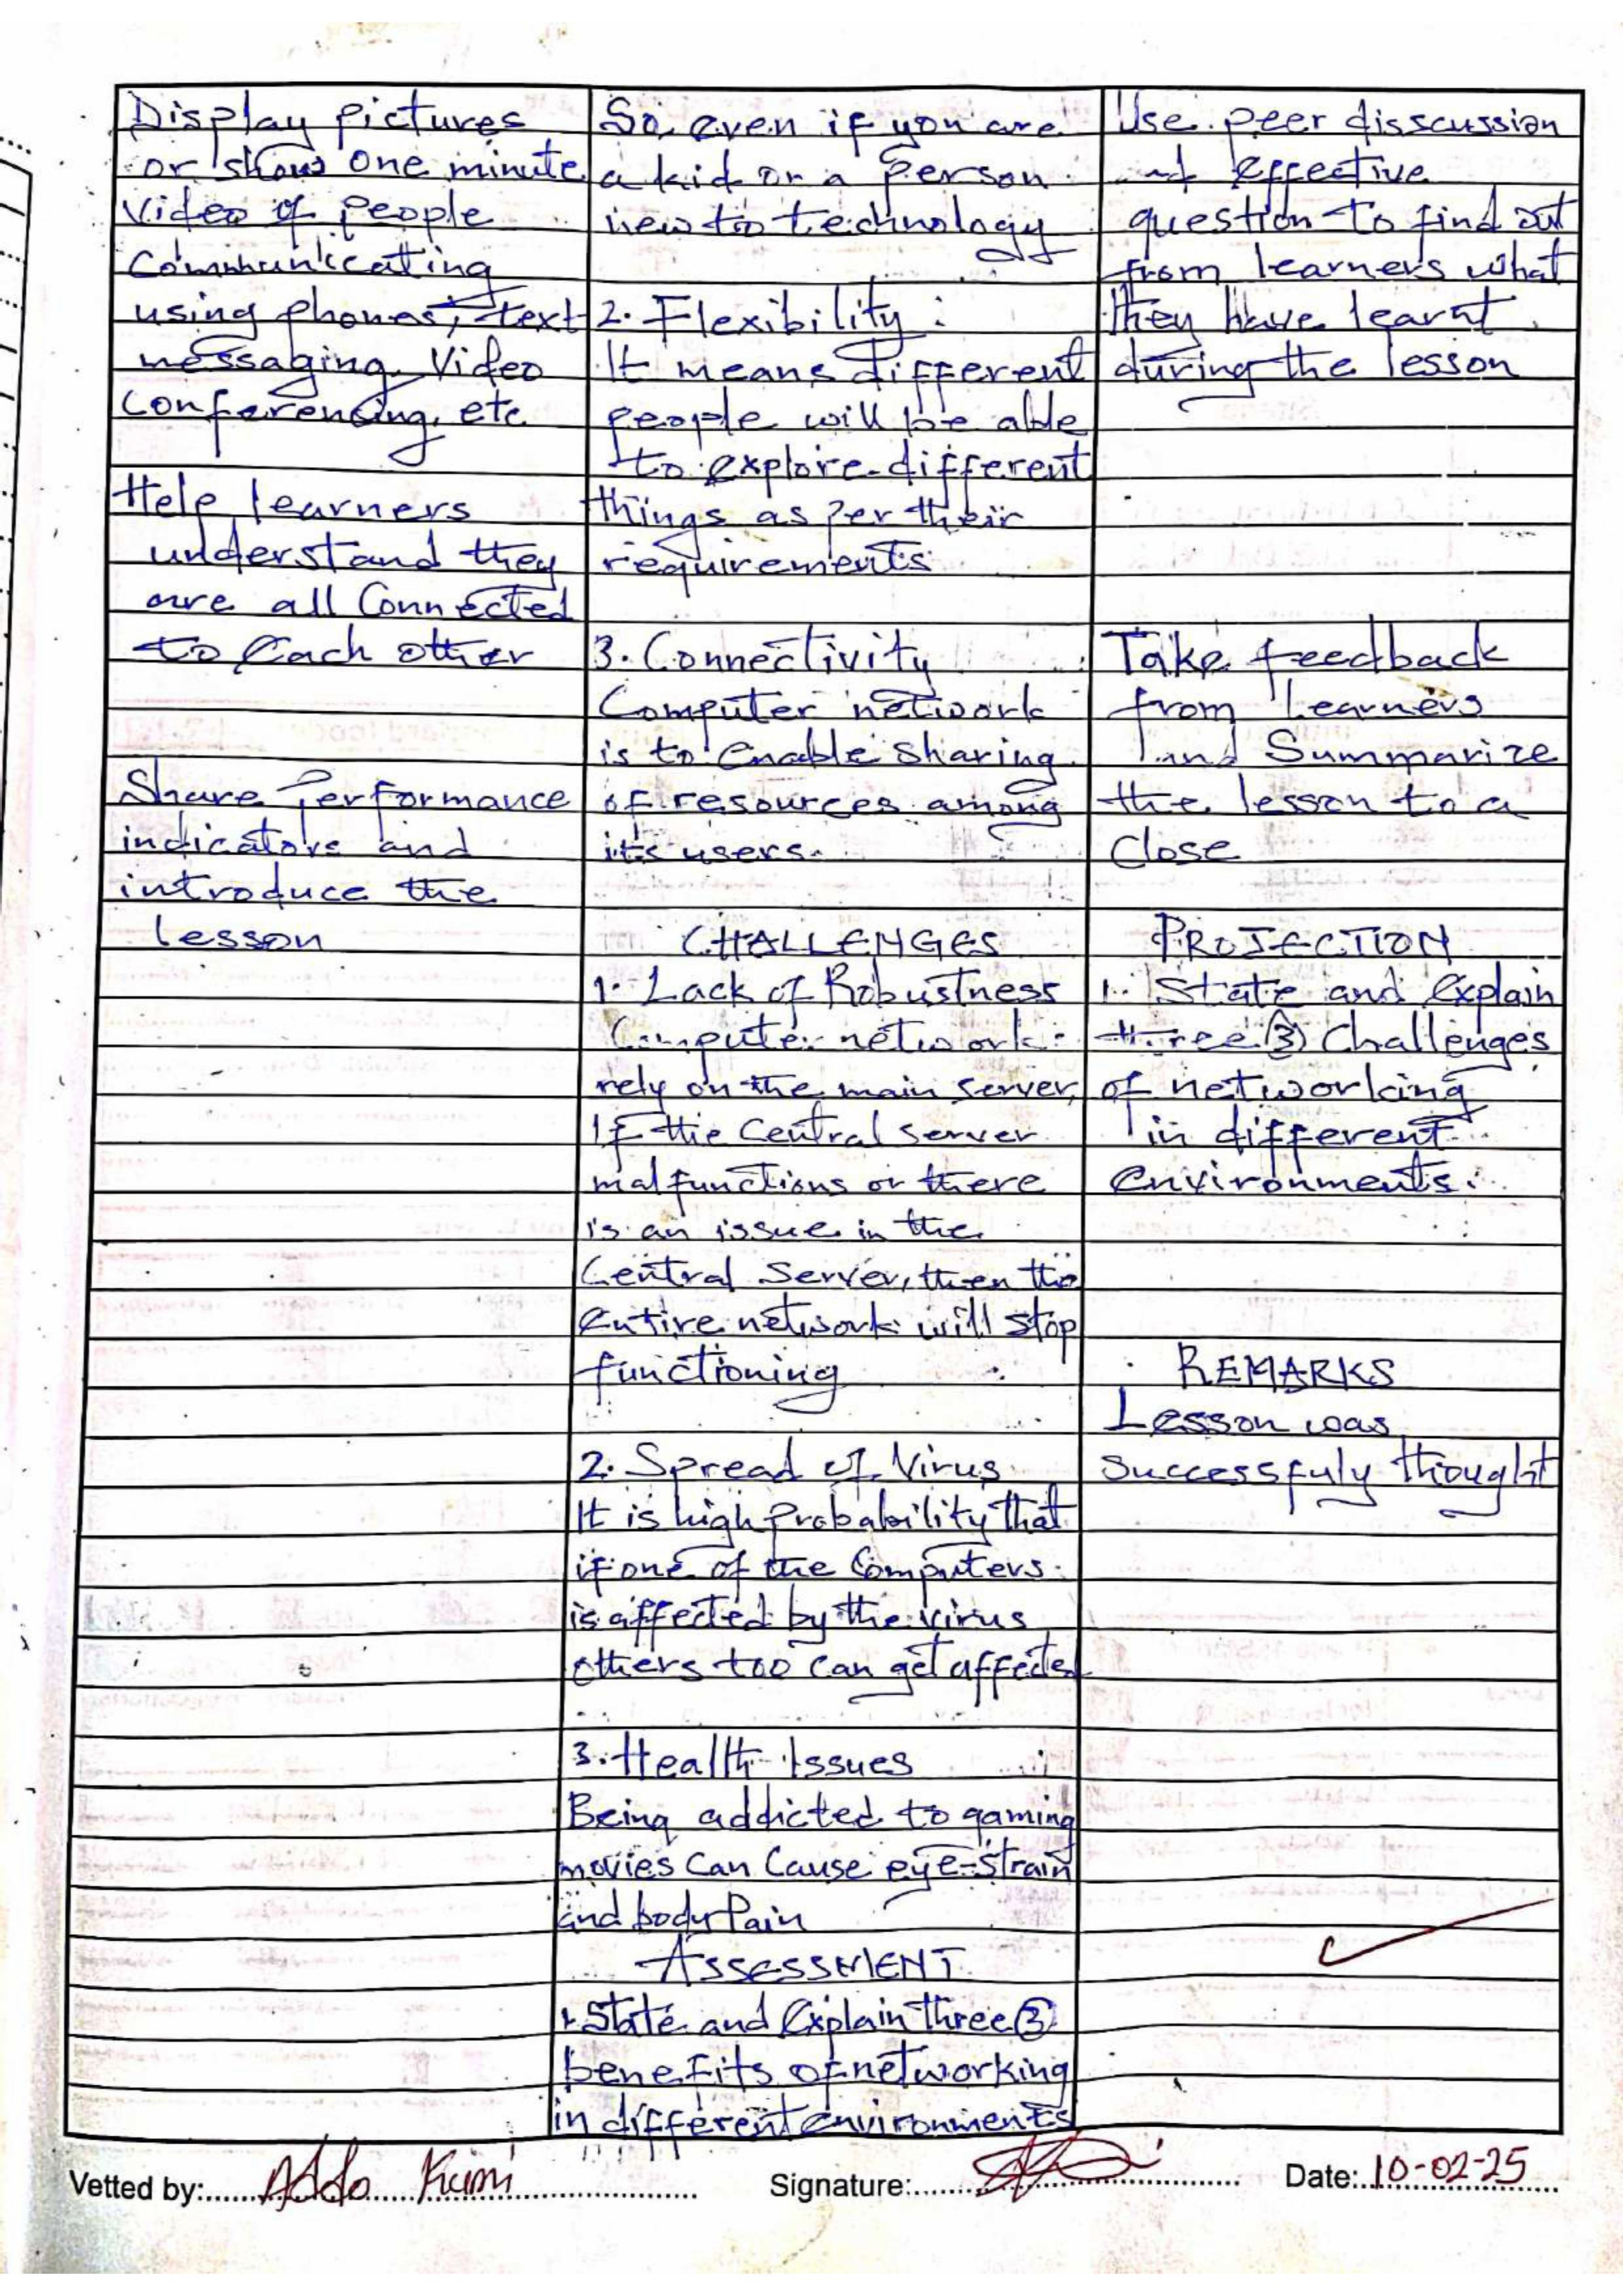 Display pictures
or show one minute
Video of people
Communiccating
using phones, text
messaging, Video
Conferencing, etc
Help learners
understand they
are all Connected
to each other
Share Performance
indicators and
introduce the
lesson
So, even if you are
a kid or a person
new to technology
2. Flexibility:
It means different
people will be able
to explore different
things as per their
requirements
3. Connectivity
Computer network
is to enable sharing
of resources among
its users.
CHALLENGES
1. Lack of Robustness
Computer network
rely on the main server,
If the Central server
malfunctions or there
is an issue in the
Central Server, then the
entire network will stop
functioning
2. Spread of Virus
It is high Probability that
if one of the Computers
is affected by the virus
others too can get affected
3. Health Issues
Being addicted to gaming
movies Can Cause eye-strain
and body Pain
ASSESSMENT
1. State and Explain three ③
benefits of networking
in different environments
Use peer disscussion
and effective
question to find out
from learners what
they have learnt
during the lesson
Take feedback
from learners
and Summarize
the lesson to a
Close
PROJECTION
1. State and explain
three ③ Challenges
of networking
in different
environments.
REMARKS
Lesson was
successfuly thought
Vetted by: Addo Signature: Date: 10-02-25